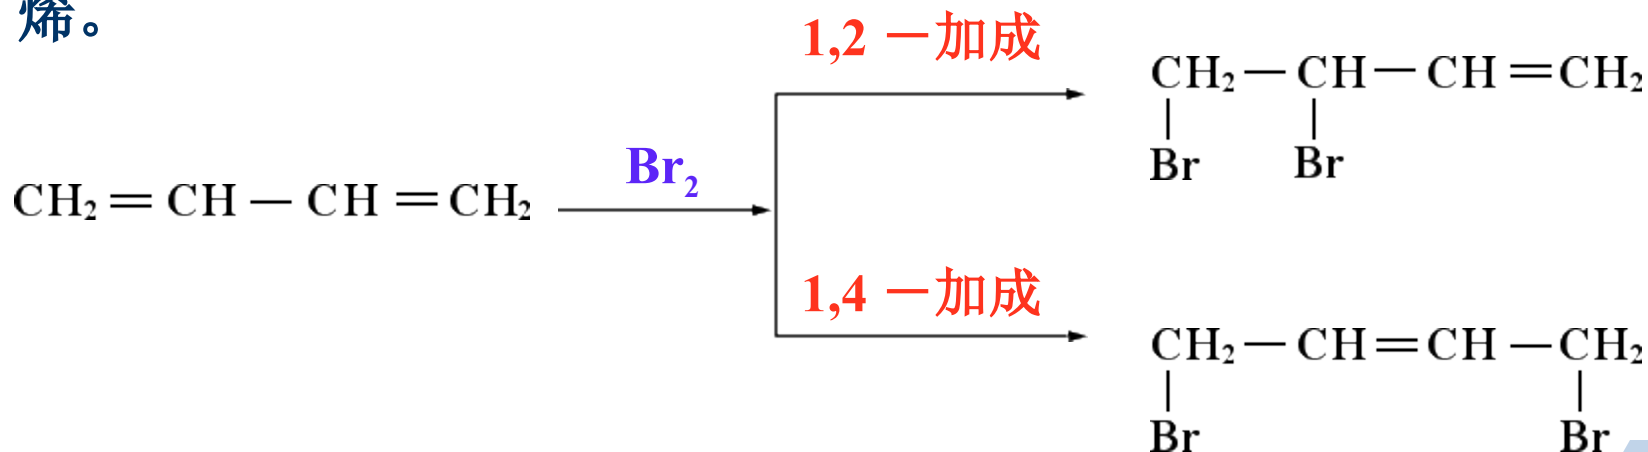 烯。
1,2 －加成
CH₂－CH－CH＝CH₂
Br Br
Br₂
CH₂＝CH－CH＝CH₂
1,4 －加成
CH₂－CH＝CH－CH₂
Br Br